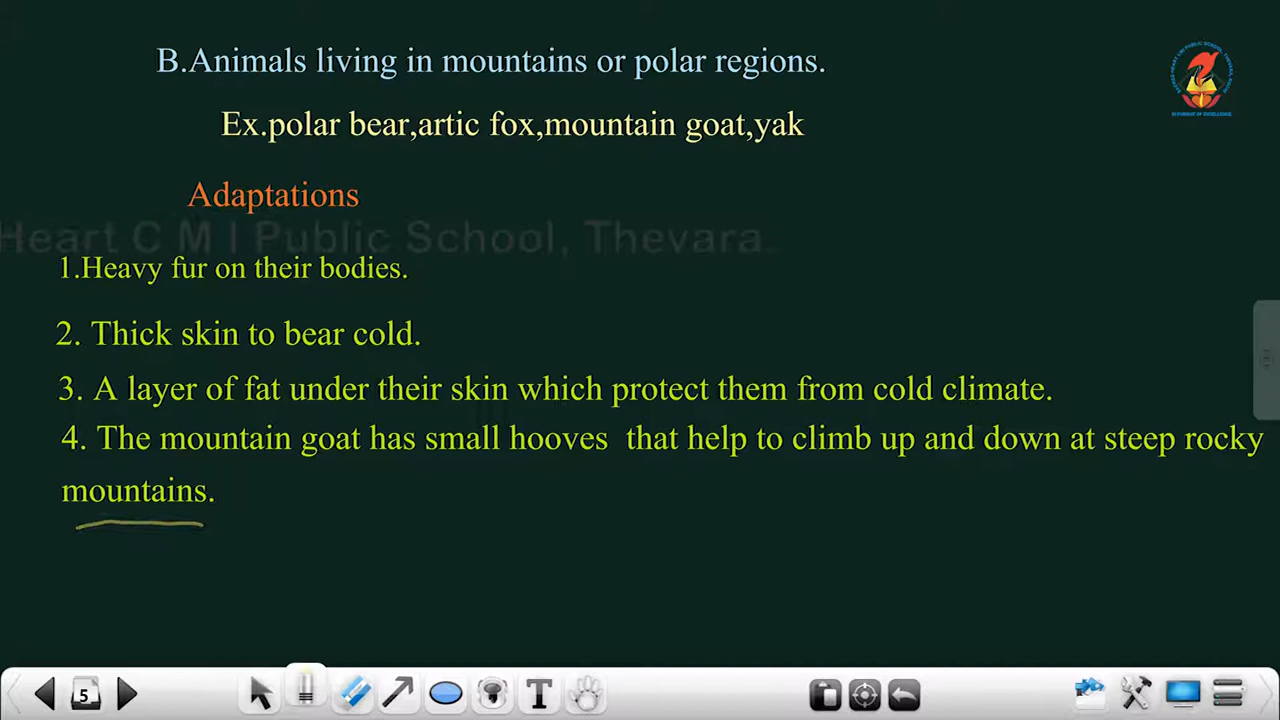 B.Animals living in mountains or polar regions.
Ex.polar bear,artic fox,mountain goat,yak
Adaptations
Heart C M I Public School, Thevara.
1.Heavy fur on their bodies.
2. Thick skin to bear cold.
3. A layer of fat under their skin which protect them from cold climate.
4. The mountain goat has small hooves that help to climb up and down at steep rocky
mountains.
5
T